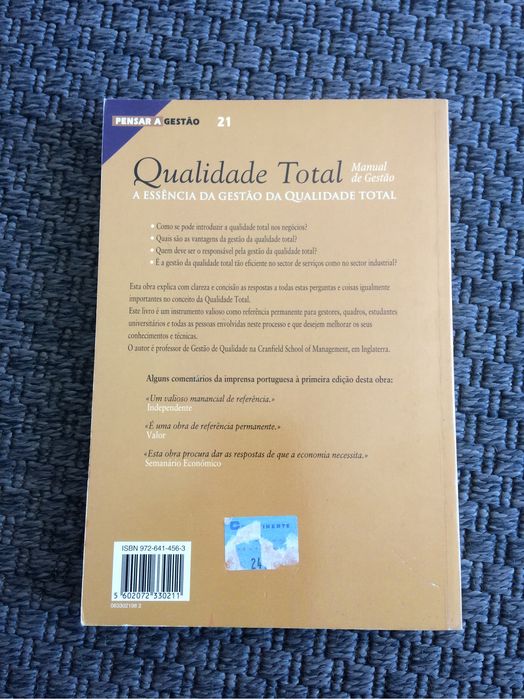 PENSAR A GESTÃO 21
Qualidade Total Manual
de Gestão
A ESSÊNCIA DA GESTÃO DA QUALIDADE TOTAL
• Como se pode introduzir a qualidade total nos negócios?
• Quais são as vantagens da gestão da qualidade total?
• Quem deve ser o responsável pela gestão da qualidade total?
• É a gestão da qualidade total tão eficiente no sector de serviços como no sector industrial?
Esta obra explica com clareza e concisão as respostas a todas estas perguntas e coisas igualmente
importantes no conceito da Qualidade Total.
Este livro é um instrumento valioso como referência permanente para gestores, quadros, estudantes
universitários e todas as pessoas envolvidas neste processo e que desejem melhorar os seus
conhecimentos e técnicas.
O autor é professor de Gestão de Qualidade na Cranfield School of Management, em Inglaterra.
Alguns comentários da imprensa portuguesa à primeira edição desta obra:
«Um valioso manancial de referência.»
Independente
«É uma obra de referência permanente.»
Valor
«Esta obra procura dar as respostas de que a economia necessita.»
Semanário Económico
ISBN 972-641-456-3
5 602072 330211
063302198 2
24